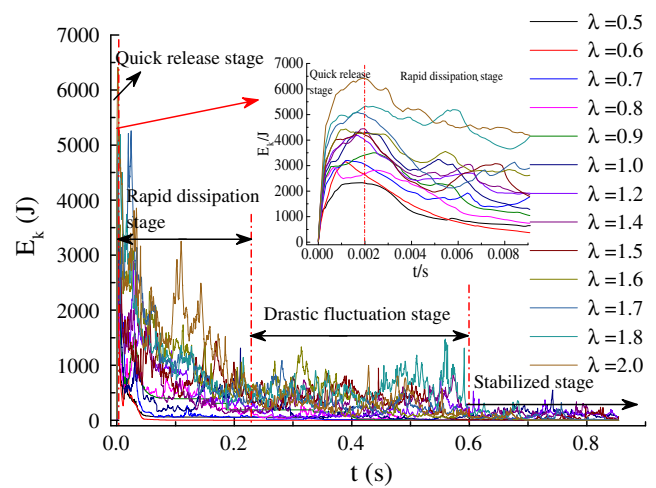 7000
6000
5000
4000
3000
2000
1000
0
E_k (J)
0.0
0.2
0.4
0.6
0.8
t (s)
Quick release stage
Rapid dissipation
stage
Drastic fluctuation stage
Stabilized stage
7000
6000
5000
4000
3000
2000
1000
0
E_k/J
0.000
0.002
0.004
0.006
0.008
t/s
Quick release
stage
Rapid dissipation stage
λ =0.5
λ =0.6
λ =0.7
λ =0.8
λ =0.9
λ =1.0
λ =1.2
λ =1.4
λ =1.5
λ =1.6
λ =1.7
λ =1.8
λ =2.0